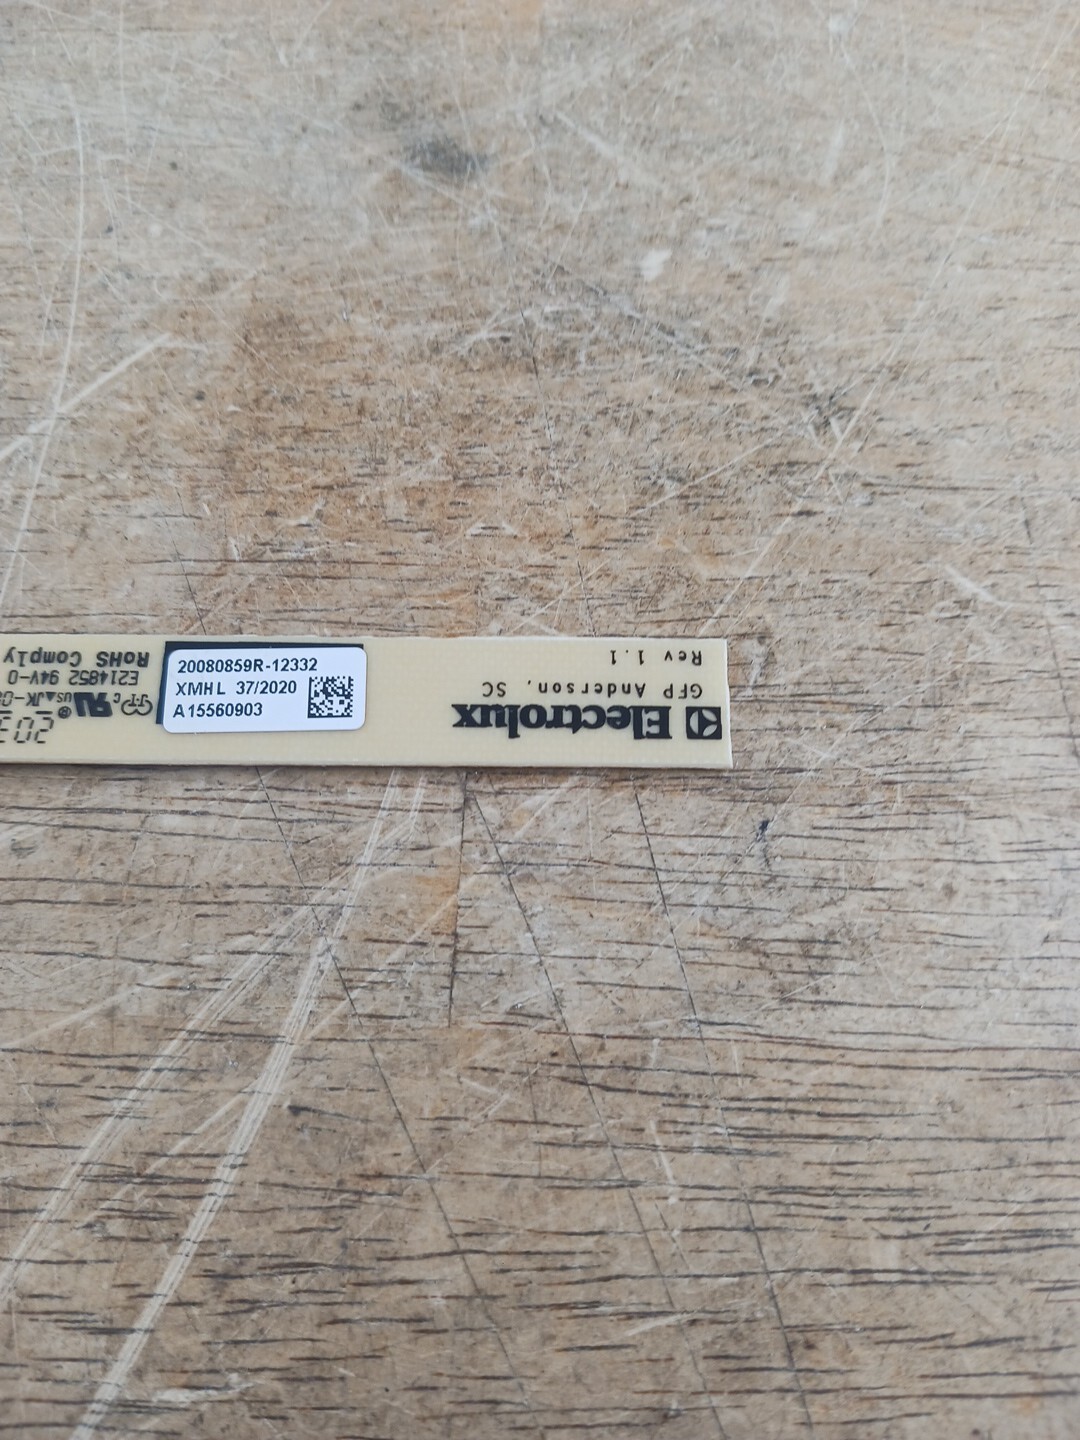 20080859R-12332
XMHL 37/2020
A15560903
Electrolux
GFP Anderson, SC
Rev 1.1
E214852 94V-0
RoHS Comply